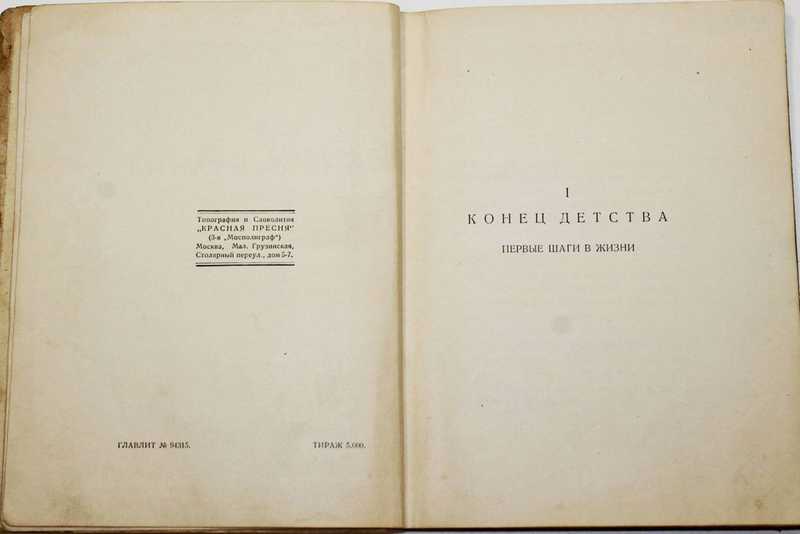 Типография и Словолитня
„КРАСНАЯ ПРЕСНЯ"
(3-я „Мосполиграф")
Москва, Мал. Грузинская,
Столярный переул., дом 5-7.
ГЛАВЛИТ № 94315.
ТИРАЖ 5.000.
I
КОНЕЦ ДЕТСТВА
ПЕРВЫЕ ШАГИ В ЖИЗНИ